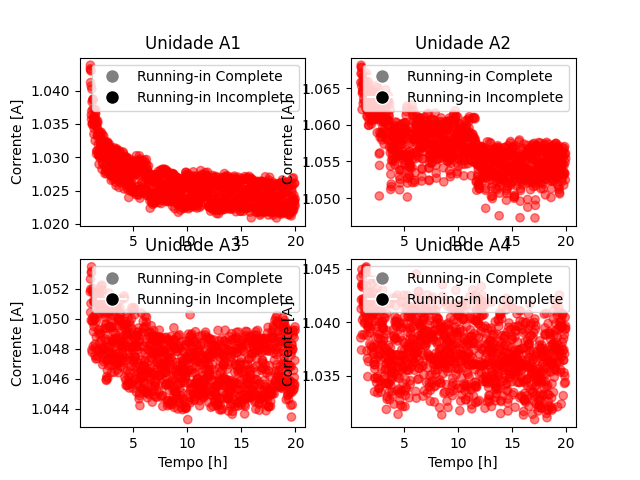 Unidade A1
Corrente [A]
1.040
1.035
1.030
1.025
1.020
5
10
15
20
Running-in Complete
Running-in Incomplete
Unidade A2
Corrente [A]
1.065
1.060
1.055
1.050
5
10
15
20
Running-in Complete
Running-in Incomplete
Unidade A3
Corrente [A]
1.052
1.050
1.048
1.046
1.044
5
10
15
20
Tempo [h]
Running-in Complete
Running-in Incomplete
Unidade A4
Corrente [A]
1.045
1.040
1.035
5
10
15
20
Tempo [h]
Running-in Complete
Running-in Incomplete